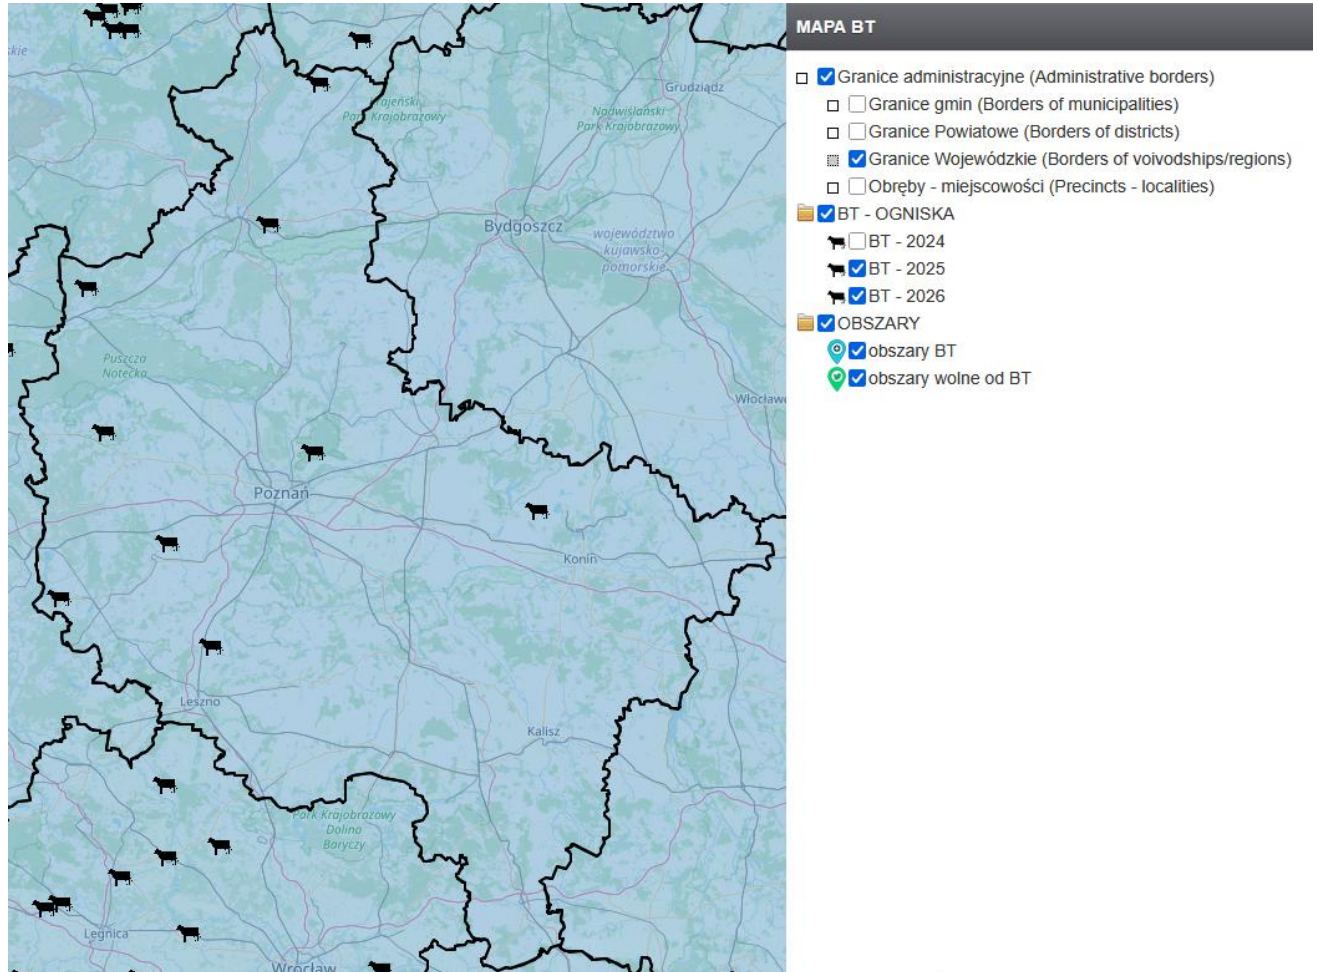 kie
Grudziądz
Park Krajobrazowy
Nadwiślański
Park Krajobrazowy
Bydgoszcz
województwo
kujawsko-
pomorskie
Puszcza
Notecka
Poznań
Konin
Leszno
Kalisz
Park Krajobrazowy
Dolina
Baryczy
Legnica
Wrocław
MAPA BT
Granice administracyjne (Administrative borders)
Granice gmin (Borders of municipalities)
Granice Powiatowe (Borders of districts)
Granice Wojewódzkie (Borders of voivodships/regions)
Obręby - miejscowości (Precincts - localities)
BT - OGNISKA
BT - 2024
BT - 2025
BT - 2026
OBSZARY
obszary BT
obszary wolne od BT